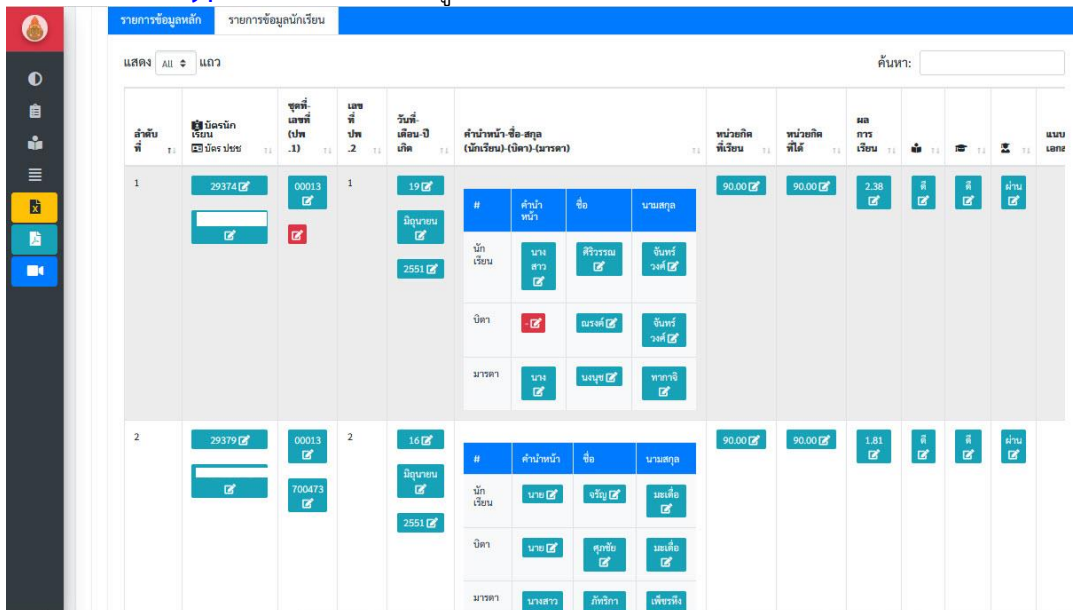 รายการข้อมูลหลัก รายการข้อมูลนักเรียน
แสดง All แถว ค้นหา:
ลำดับที่ บัตรนักเรียน บัตร ปชช ชุดที่-เลขที่ (ปพ.1) เลขที่ ปพ.2 วันที่-เดือน-ปีเกิด คำนำหน้า-ชื่อ-สกุล (นักเรียน)-(บิดา)-(มารดา) หน่วยกิตที่เรียน หน่วยกิตที่ได้ ผลการเรียน
1 29374 00013 1 19 มิถุนายน 2551 90.00 90.00 2.38 ดี ดี ผ่าน
# คำนำหน้า ชื่อ นามสกุล
นักเรียน นางสาว ศิริวรรณ จันทร์วงศ์
บิดา - ณรงค์ จันทร์วงศ์
มารดา นาง นงนุช ทากาจิ
2 29379 00013 700473 2 16 มิถุนายน 2551 90.00 90.00 1.81 ดี ดี ผ่าน
# คำนำหน้า ชื่อ นามสกุล
นักเรียน นาย จรัญ มะเดื่อ
บิดา นาย ศุภชัย มะเดื่อ
มารดา นางสาว ภัทริกา